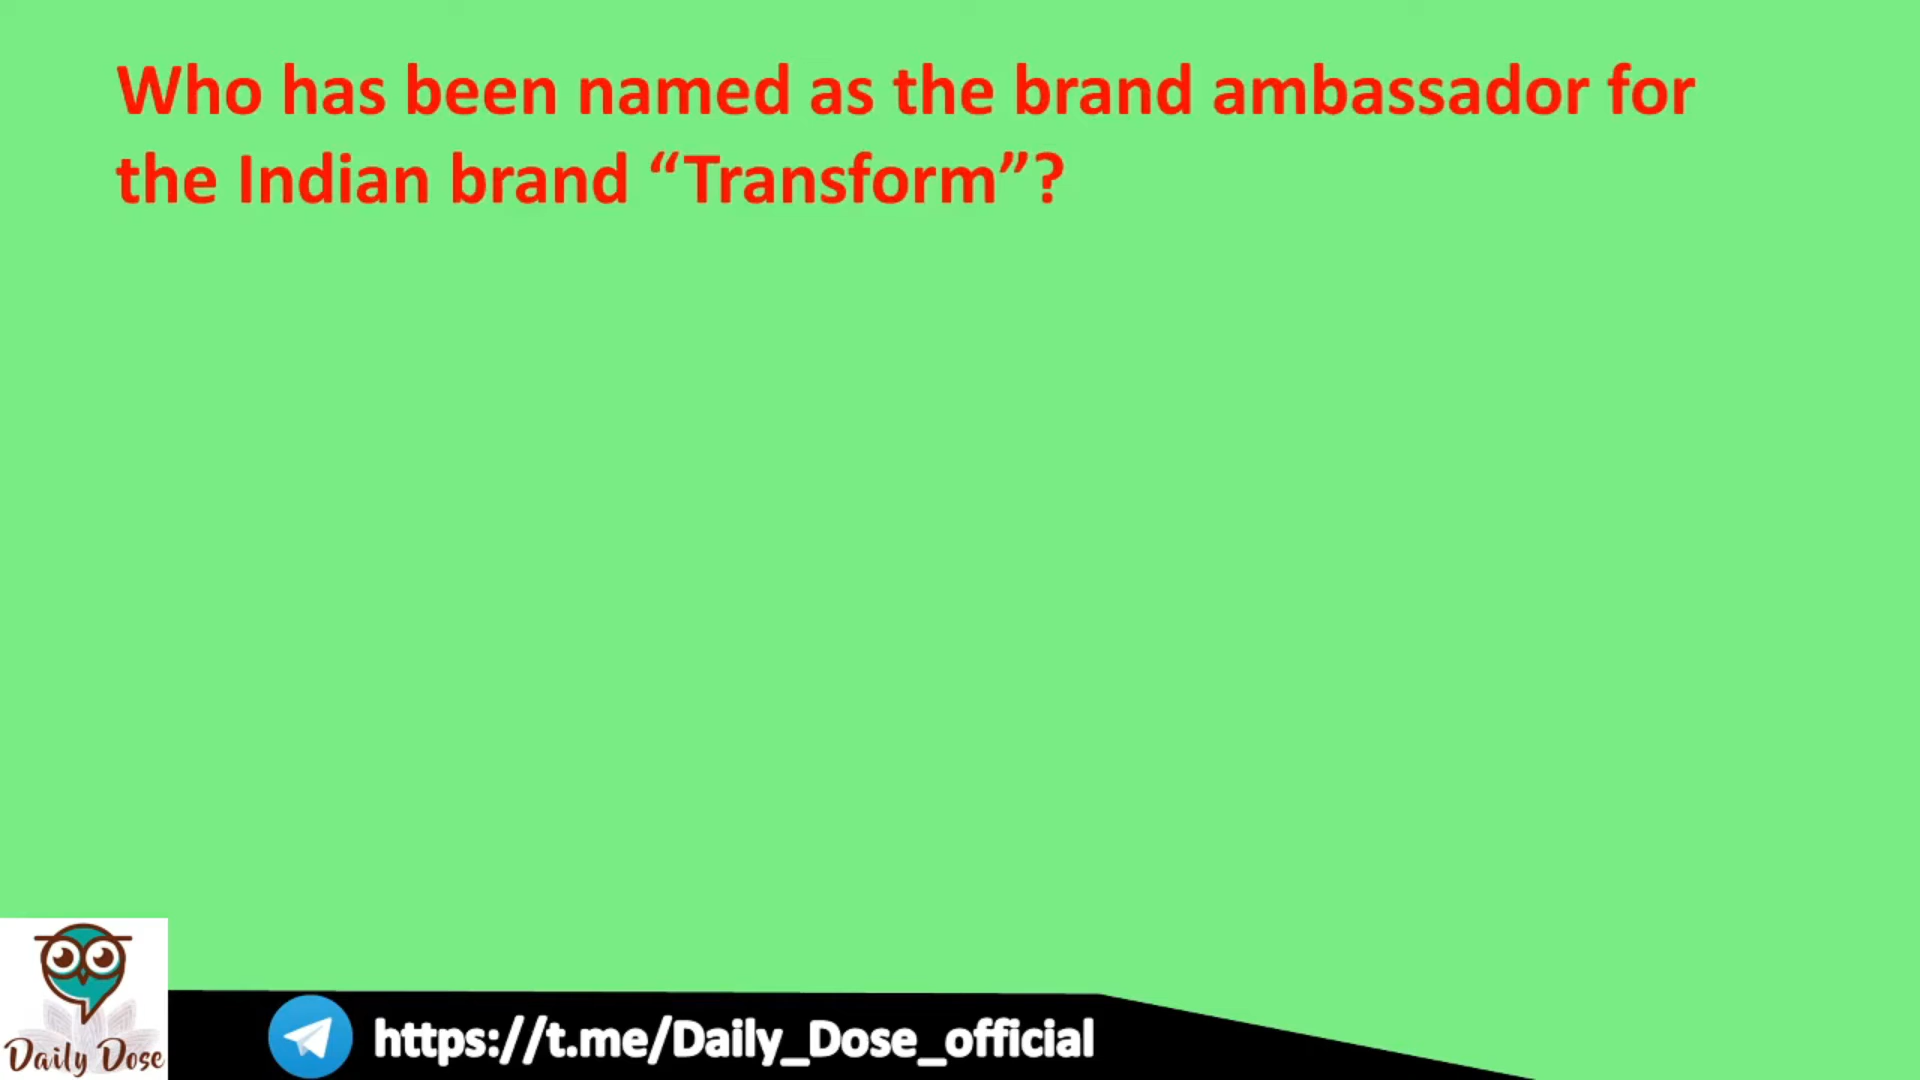 Who has been named as the brand ambassador for
the Indian brand “Transform”?
Daily Dose
https://t.me/Daily_Dose_official